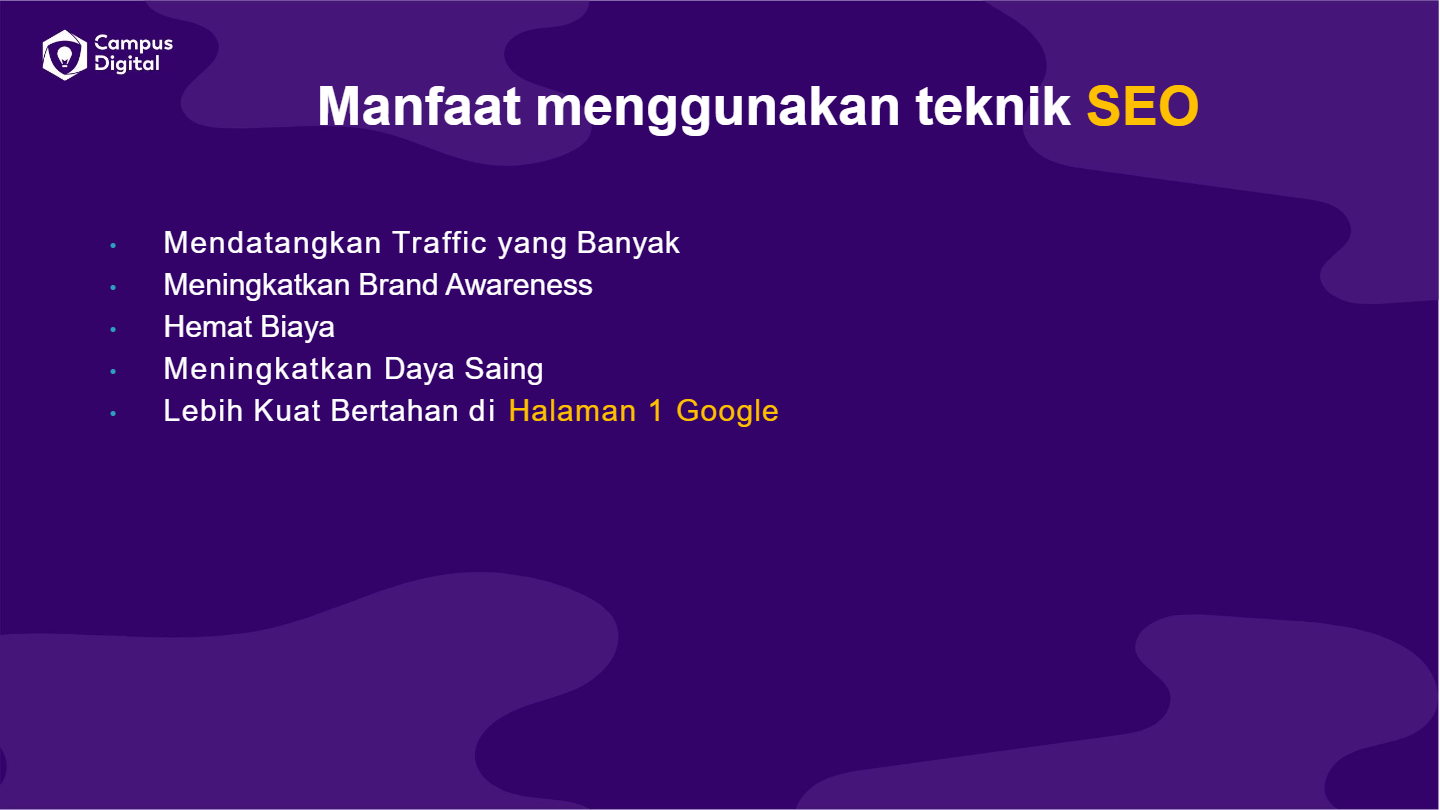 Campus
Digital
Manfaat menggunakan teknik SEO
• Mendatangkan Traffic yang Banyak
• Meningkatkan Brand Awareness
• Hemat Biaya
• Meningkatkan Daya Saing
• Lebih Kuat Bertahan di Halaman 1 Google